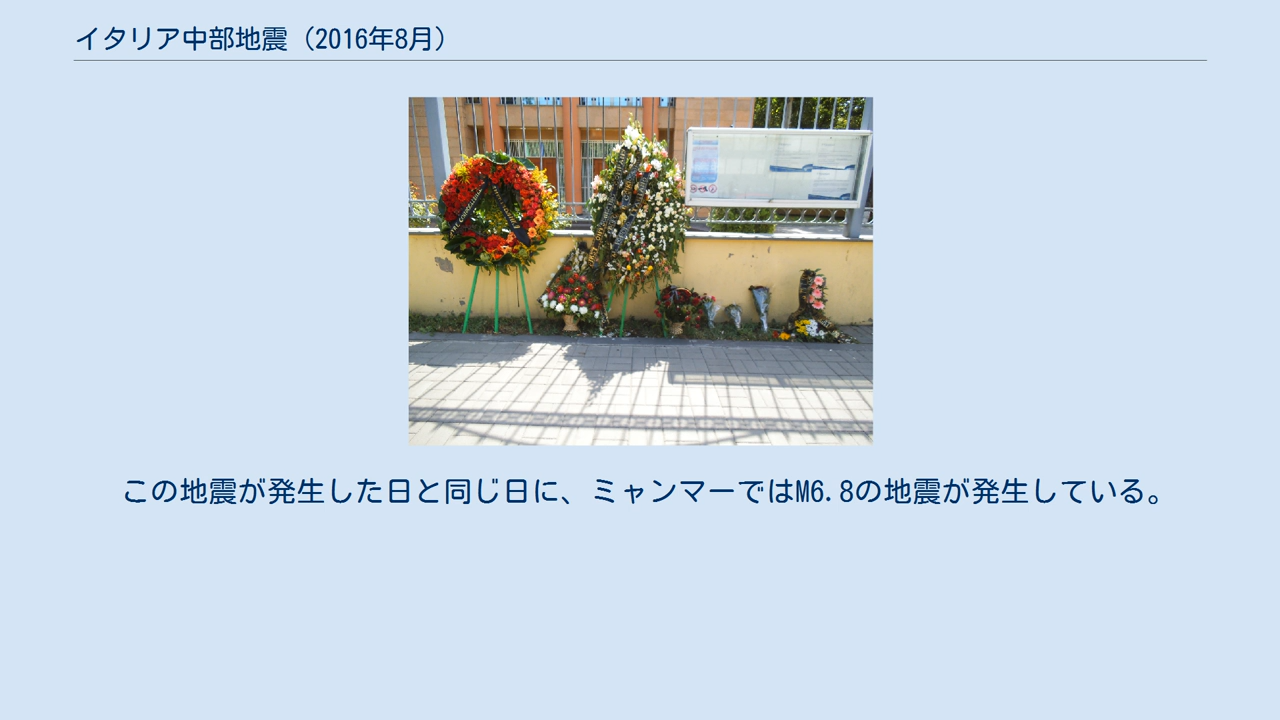 イタリア中部地震（2016年8月）
この地震が発生した日と同じ日に、ミャンマーではM6.8の地震が発生している。